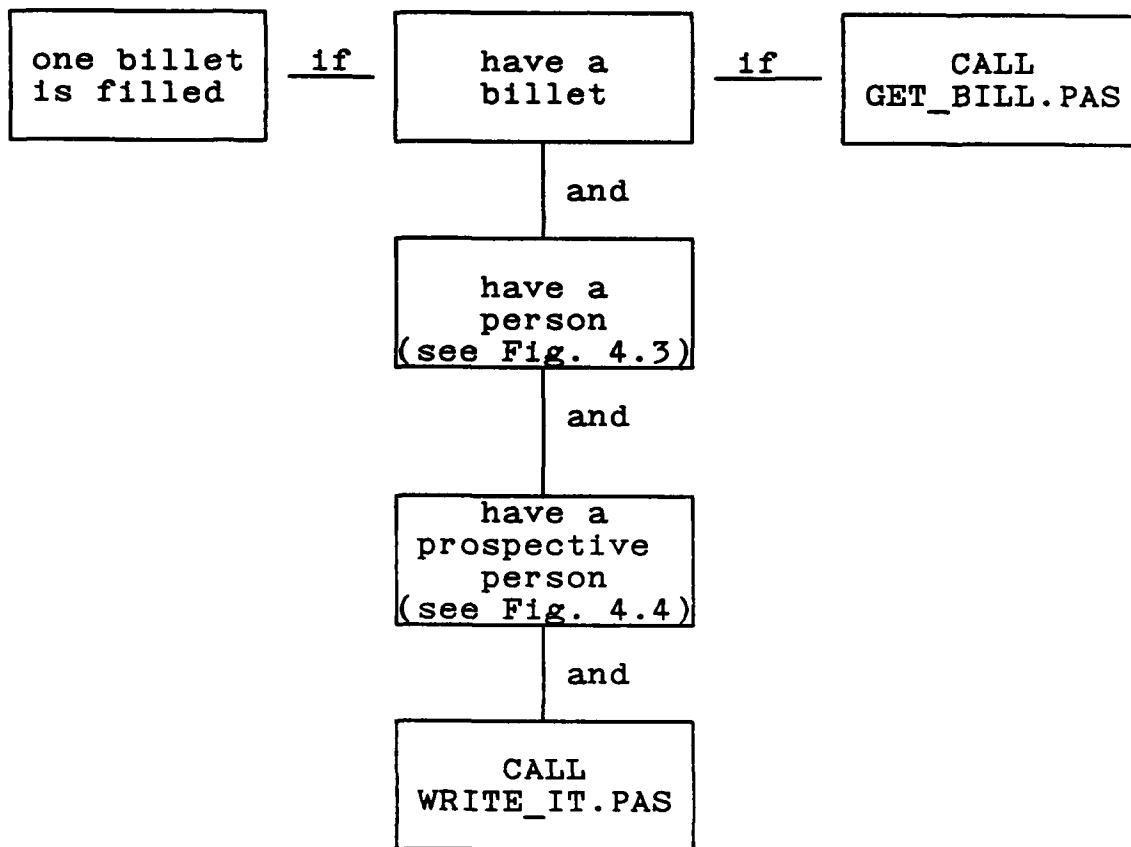 one billet
is filled
if
have a
billet
if
CALL
GET_BILL.PAS
and
have a
person
(see Fig. 4.3)
and
have a
prospective
person
(see Fig. 4.4)
and
CALL
WRITE_IT.PAS